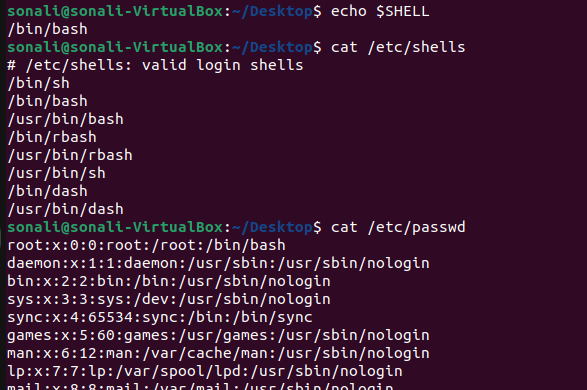 sonali@sonali-VirtualBox:~/Desktop$ echo $SHELL
/bin/bash
sonali@sonali-VirtualBox:~/Desktop$ cat /etc/shells
# /etc/shells: valid login shells
/bin/sh
/bin/bash
/usr/bin/bash
/bin/rbash
/usr/bin/rbash
/usr/bin/sh
/bin/dash
/usr/bin/dash
sonali@sonali-VirtualBox:~/Desktop$ cat /etc/passwd
root:x:0:0:root:/root:/bin/bash
daemon:x:1:1:daemon:/usr/sbin:/usr/sbin/nologin
bin:x:2:2:bin:/bin:/usr/sbin/nologin
sys:x:3:3:sys:/dev:/usr/sbin/nologin
sync:x:4:65534:sync:/bin:/bin/sync
games:x:5:60:games:/usr/games:/usr/sbin/nologin
man:x:6:12:man:/var/cache/man:/usr/sbin/nologin
lp:x:7:7:lp:/var/spool/lpd:/usr/sbin/nologin
mail:x:8:8:mail:/var/mail:/usr/sbin/nologin